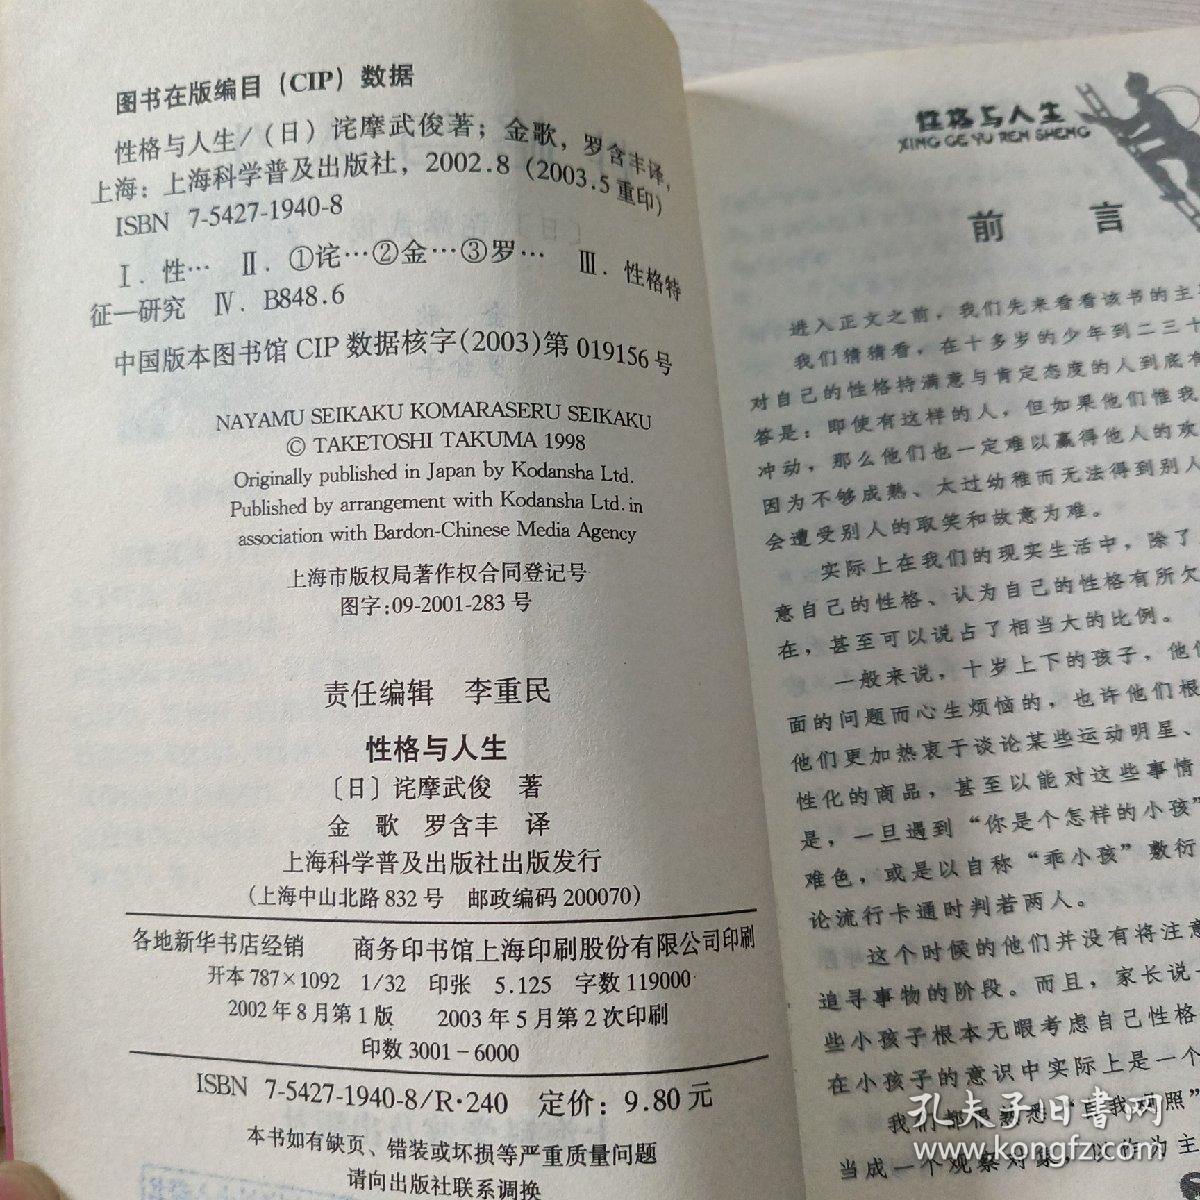 图书在版编目(CIP)数据
性格与人生/(日)诧摩武俊著;金歌,罗含丰译,
上海:上海科学普及出版社,2002.8(2003.5重印)
ISBN 7-5427-1940-8
Ⅰ.性… Ⅱ.①诧…②金…③罗… Ⅲ.性格特
征—研究 Ⅳ.B848.6
中国版本图书馆CIP数据核字(2003)第019156号
NAYAMU SEIKAKU KOMARASERU SEIKAKU
© TAKETOSHI TAKUMA 1998
Originally published in Japan by Kodansha Ltd.
Published by arrangement with Kodansha Ltd. in
association with Bardon-Chinese Media Agency
上海市版权局著作权合同登记号
图字:09-2001-283号
责任编辑 李重民
性格与人生
〔日〕诧摩武俊 著
金 歌 罗含丰 译
上海科学普及出版社出版发行
(上海中山北路832号 邮政编码200070)
各地新华书店经销 商务印书馆上海印刷股份有限公司印刷
开本787×1092 1/32 印张 5.125 字数119000
2002年8月第1版 2003年5月第2次印刷
印数3001-6000
ISBN 7-5427-1940-8/R·240 定价:9.80元
本书如有缺页、错装或坏损等严重质量问题
请向出版社联系调换
性格与人生
XING GE YU REN SHENG
前 言
进入正文之前,我们先来看看该书的主
我们猜猜看,在十多岁的少年到二三十
对自己的性格持满意与肯定态度的人到底有
答是:即使有这样的人,但如果他们惟我
冲动,那么他们也一定难以赢得他人的欢
因为不够成熟、太过幼稚而无法得到别人
会遭受别人的取笑和故意为难。
实际上在我们的现实生活中,除了
意自己的性格、认为自己的性格有所欠
在,甚至可以说占了相当大的比例。
一般来说,十岁上下的孩子,他们
面的问题而心生烦恼的,也许他们根
他们更加热衷于谈论某些运动明星、
性化的商品,甚至以能对这些事情
是,一旦遇到“你是个怎样的小孩”
难色,或是以自称“乖小孩”敷衍
论流行卡通时判若两人。
这个时候的他们并没有将注意
追寻事物的阶段。而且,家长说
些小孩子根本无暇考虑自己性格
在小孩子的意识中实际上是一个
我们都很熟悉“自我观照”
当成一个观察对象,以作为主
孔夫子旧书网
www.kongfz.com